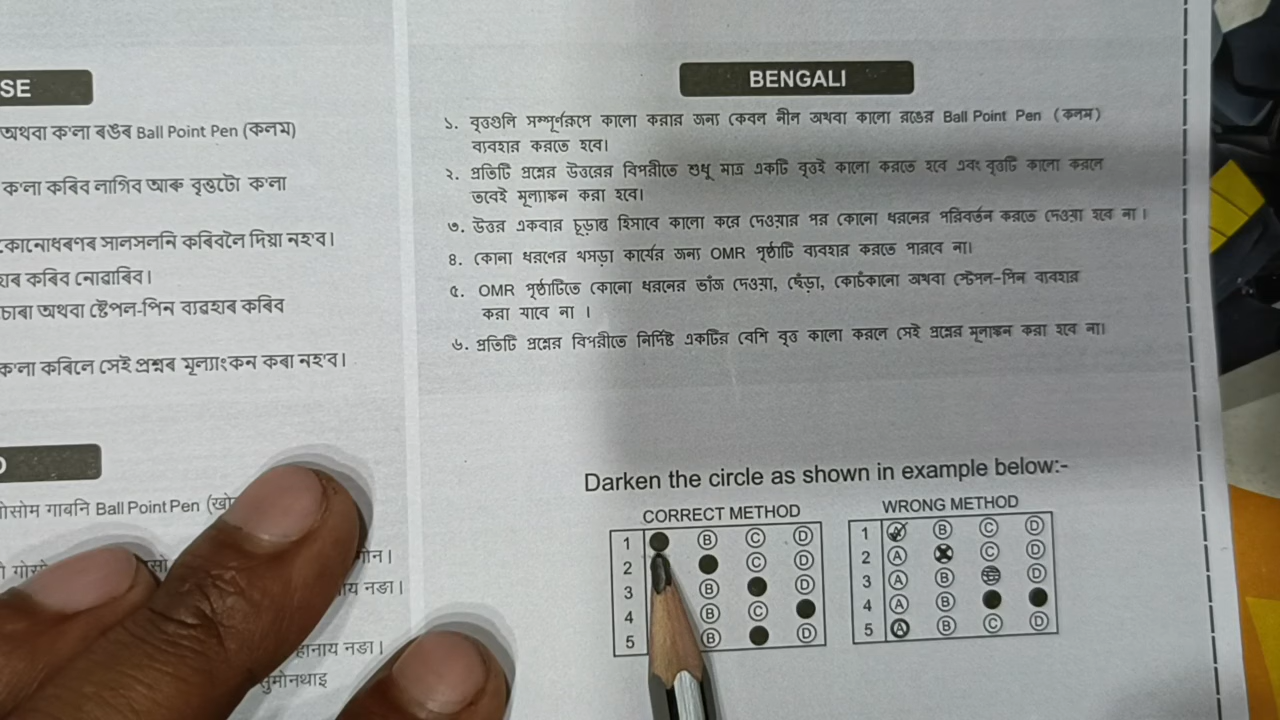 SE
অথবা ক'লা ৰঙৰ Ball Point Pen (কলম)
ক'লা কৰিব লাগিব আৰু বৃত্তটো ক'লা
কোনোধৰণৰ সালসলনি কৰিবলৈ দিয়া নহ'ব।
হাৰ কৰিব নোৱাৰিব।
চাৰা অথবা ষ্টেপল-পিন ব্যৱহাৰ কৰিব
ক'লা কৰিলে সেই প্ৰশ্নৰ মূল্যাংকন কৰা নহ'ব।
Ball Point Pen
नङा।
हानाय नङा।
BENGALI
১. বৃত্তগুলি সম্পূর্ণরূপে কালো করার জন্য কেবল নীল অথবা কালো রঙের Ball Point Pen (কলম)
ব্যবহার করতে হবে।
২. প্রতিটি প্রশ্নের উত্তরের বিপরীতে শুধু মাত্র একটি বৃত্তই কালো করতে হবে এবং বৃত্তটি কালো করলে
তবেই মূল্যাঙ্কন করা হবে।
৩. উত্তর একবার চূড়ান্ত হিসাবে কালো করে দেওয়ার পর কোনো ধরনের পরিবর্তন করতে দেওয়া হবে না।
৪. কোনো ধরণের খসড়া কার্যের জন্য OMR পৃষ্ঠাটি ব্যবহার করতে পারবে না।
৫. OMR পৃষ্ঠাটিতে কোনো ধরনের ভাঁজ দেওয়া, ছেঁড়া, কোচঁকানো অথবা স্টেপল-পিন ব্যবহার
করা যাবে না ।
৬. প্রতিটি প্রশ্নের বিপরীতে নির্দিষ্ট একটির বেশি বৃত্ত কালো করলে সেই প্রশ্নের মূল্যাঙ্কন করা হবে না।
Darken the circle as shown in example below:-
CORRECT METHOD
1 B C D
2 C D
3 B D
4 B C
5 B D
WRONG METHOD
1 A B C D
2 A C D
3 A B C D
4 A B
5 A B C D